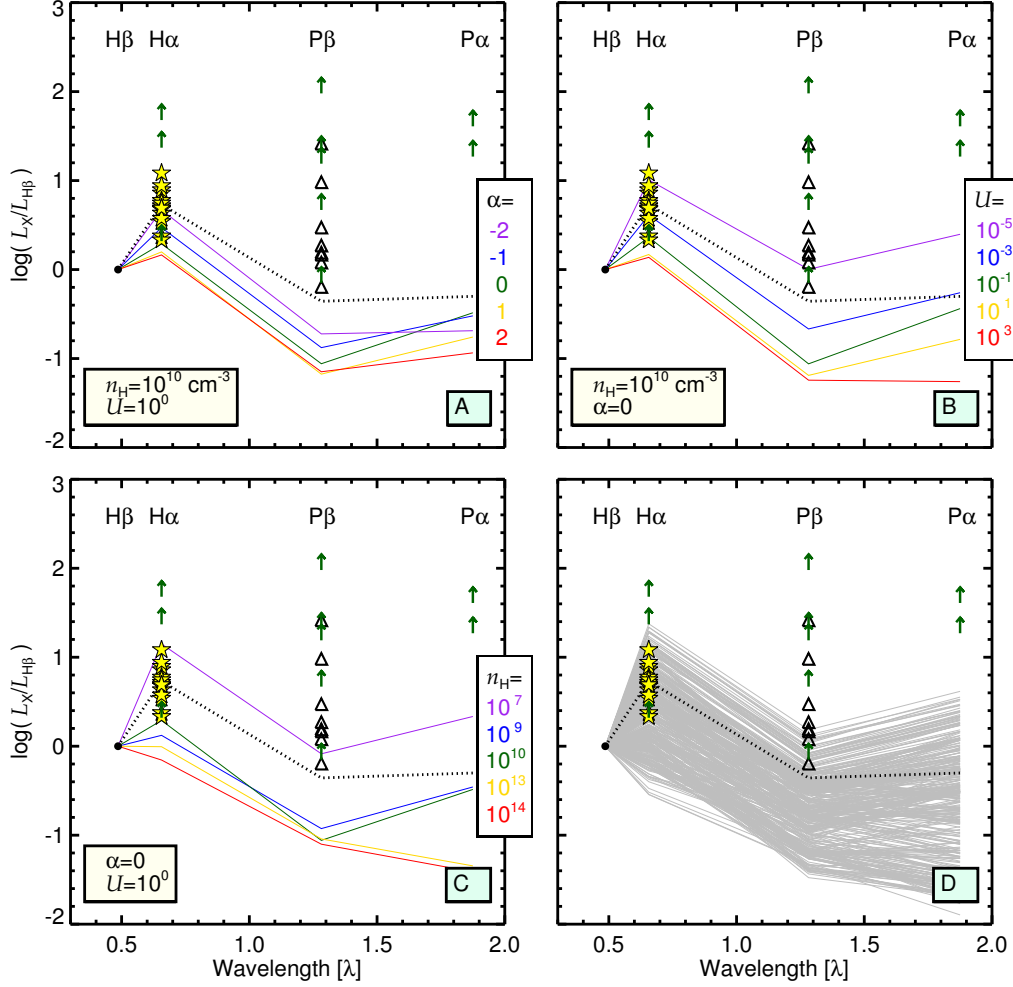 3
2
1
0
-1
-2
log( L_X/L_Hβ)
Hβ Hα Pβ Pα
α=
-2
-1
0
1
2
n_H=10^10 cm^-3
U=10^0
A
Hβ Hα Pβ Pα
U=
10^-5
10^-3
10^-1
10^1
10^3
n_H=10^10 cm^-3
α=0
B
3
2
1
0
-1
-2
log( L_X/L_Hβ)
Hβ Hα Pβ Pα
n_H=
10^7
10^9
10^10
10^13
10^14
α=0
U=10^0
C
0.5 1.0 1.5 2.0
Wavelength [λ]
Hβ Hα Pβ Pα
D
0.5 1.0 1.5 2.0
Wavelength [λ]